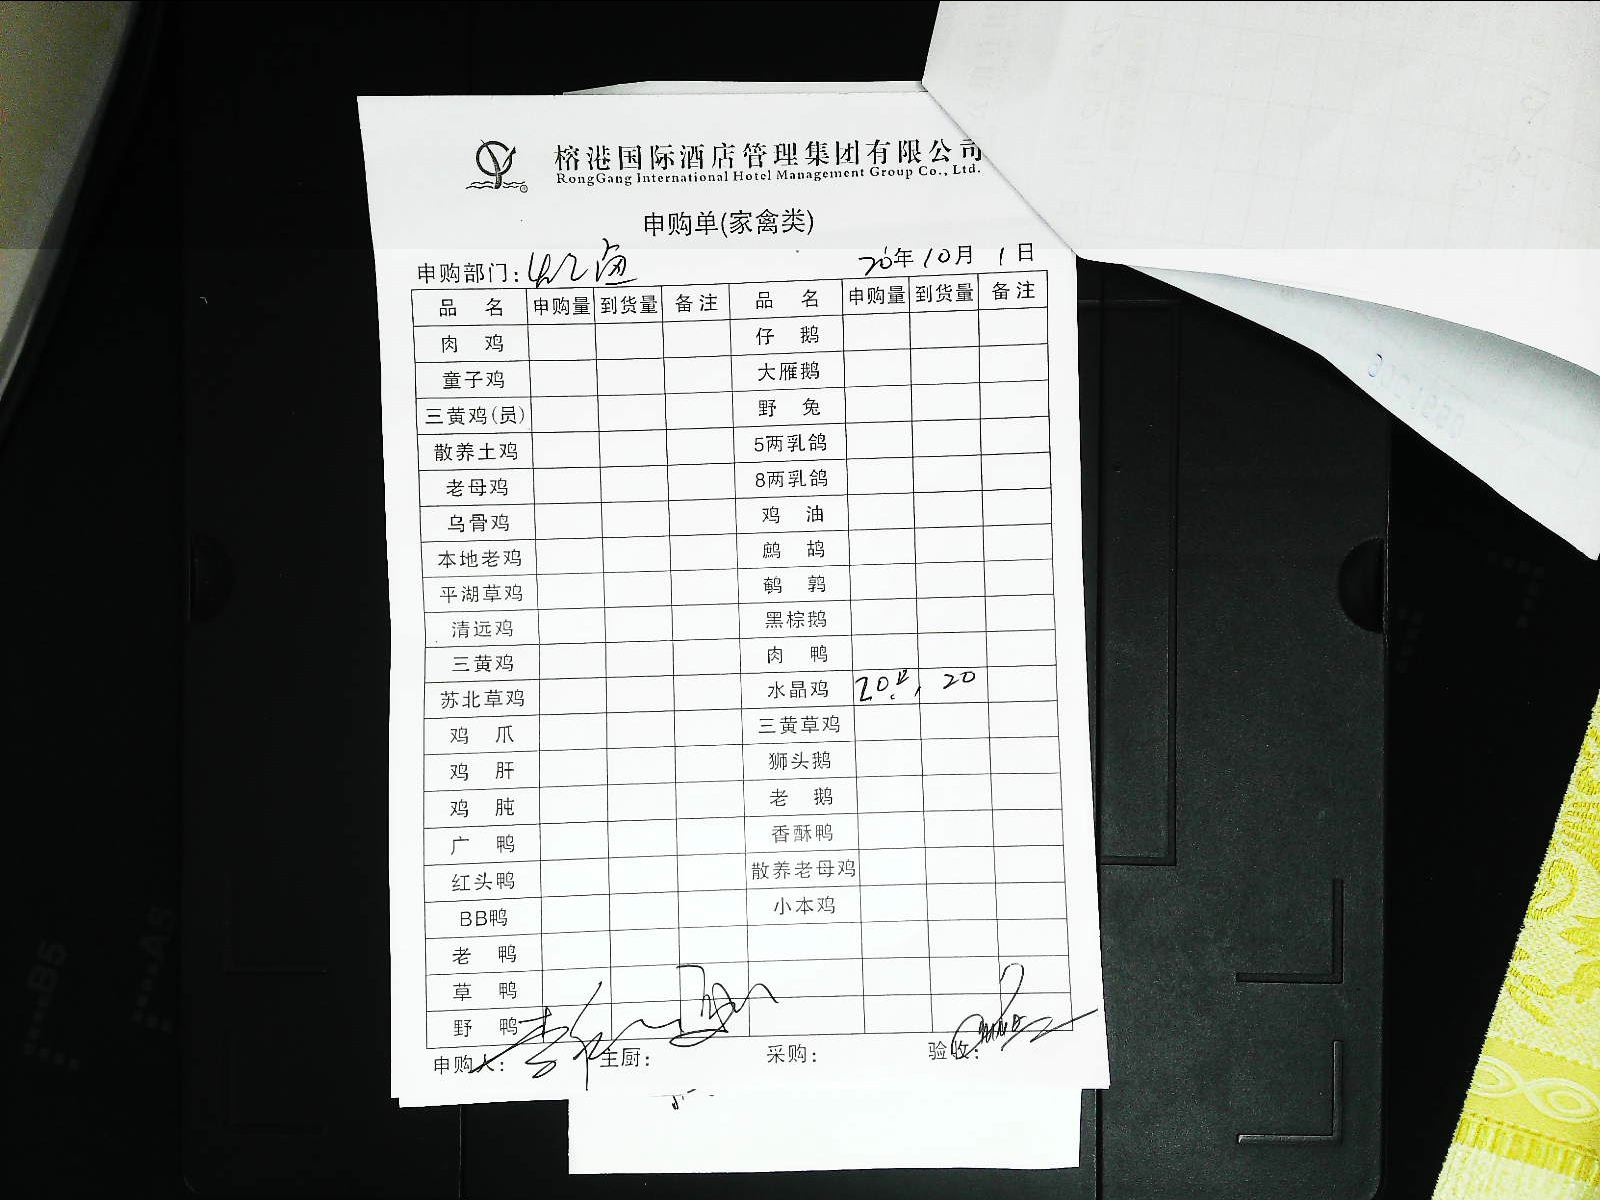 榕港国际酒店管理集团有限公司
RongGang International Hotel Management Group Co., Ltd.
申购单(家禽类)
申购部门: 年10月1日
品名 申购量 到货量 备注 品名 申购量 到货量 备注
肉鸡 仔鹅
童子鸡 大雁鹅
三黄鸡(员) 野兔
散养土鸡 5两乳鸽
老母鸡 8两乳鸽
乌骨鸡 鸡油
本地老鸡 鹧鸪
平湖草鸡 鹌鹑
清远鸡 黑棕鹅
三黄鸡 肉鸭
苏北草鸡 水晶鸡 20 20
鸡爪 三黄草鸡
鸡肝 狮头鹅
鸡肫 老鹅
广鸭 香酥鸭
红头鸭 散养老母鸡
BB鸭 小本鸡
老鸭
草鸭
野鸭
申购人: 主厨: 采购: 验收: